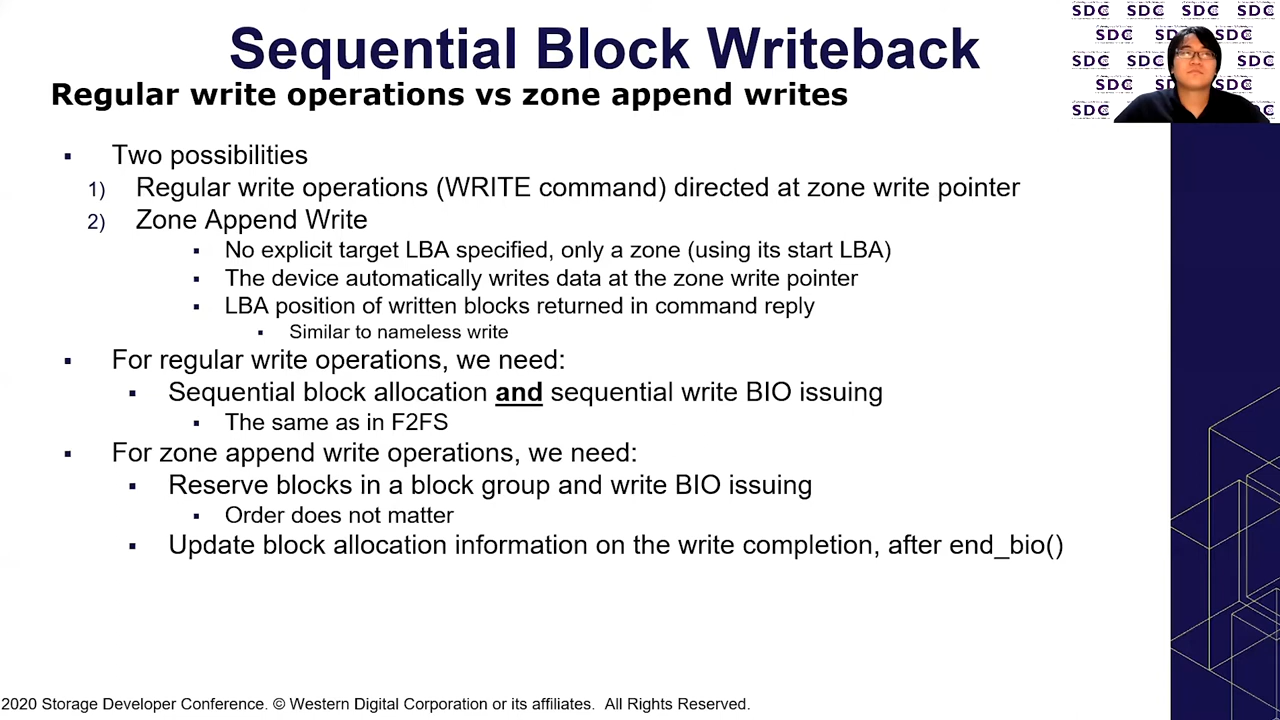 Sequential Block Writeback
Regular write operations vs zone append writes
▪ Two possibilities
1) Regular write operations (WRITE command) directed at zone write pointer
2) Zone Append Write
▪ No explicit target LBA specified, only a zone (using its start LBA)
▪ The device automatically writes data at the zone write pointer
▪ LBA position of written blocks returned in command reply
▪ Similar to nameless write
▪ For regular write operations, we need:
▪ Sequential block allocation and sequential write BIO issuing
▪ The same as in F2FS
▪ For zone append write operations, we need:
▪ Reserve blocks in a block group and write BIO issuing
▪ Order does not matter
▪ Update block allocation information on the write completion, after end_bio()
2020 Storage Developer Conference. © Western Digital Corporation or its affiliates. All Rights Reserved.
SDC SDC SDC SDC
SDC SDC SDC
SDC SDC SDC
SDC SDC SDC
SDC SDC